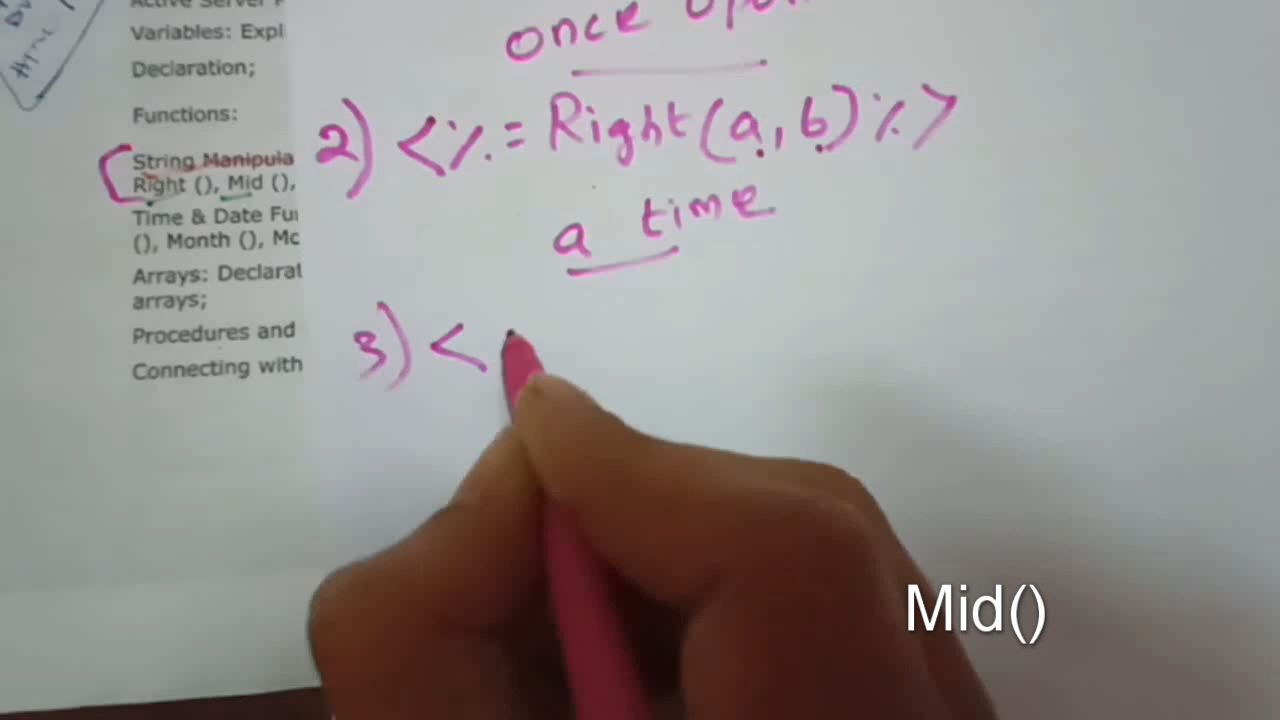 Variables: Expl
Declaration;
Functions:
String Manipula
Right (), Mid (),
Time & Date Fu
(), Month (), Mc
Arrays: Declarat
arrays;
Procedures and
Connecting with
once upon
2) <%= Right(a, b) %>
a time
3) <
Mid()